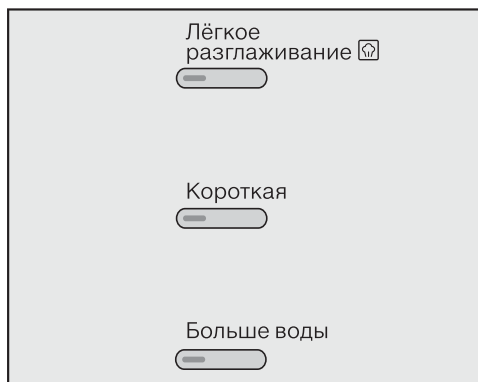 Лёгкое
разглаживание
Короткая
Больше воды